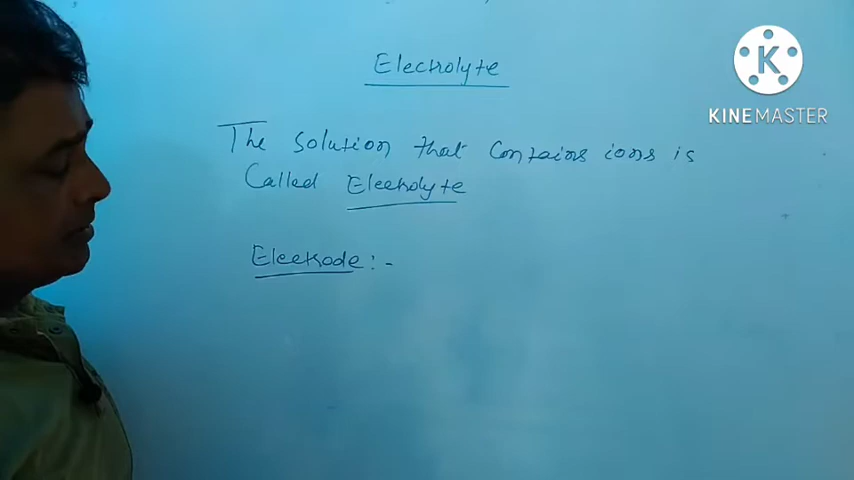 Electrolyte
KINEMASTER
The Solution that Contains ions is
Called Electrolyte
Electrode:-